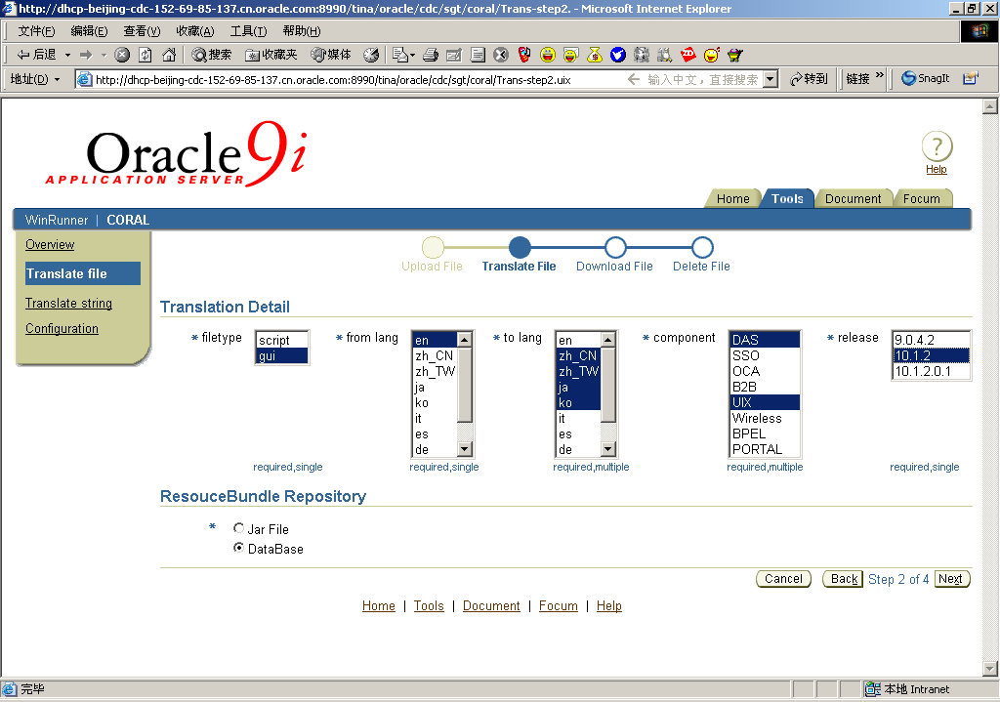 http://dhcp-beijing-cdc-152-69-85-137.cn.oracle.com:8990/tina/oracle/cdc/sgt/coral/Trans-step2. - Microsoft Internet Explorer
文件(F) 编辑(E) 查看(V) 收藏(A) 工具(T) 帮助(H)
后退 搜索 收藏夹 媒体
地址(D) http://dhcp-beijing-cdc-152-69-85-137.cn.oracle.com:8990/tina/oracle/cdc/sgt/coral/Trans-step2.uix 输入中文，直接搜索 转到 链接 » SnagIt
ORACLE 9i
APPLICATION SERVER
?
Help
Home Tools Document Focum
WinRunner | CORAL
Overview
Translate file
Translate string
Configuration
Upload File Translate File Download File Delete File
Translation Detail
* filetype
script
gui
required,single
* from lang
en
zh_CN
zh_TW
ja
ko
it
es
de
required,single
* to lang
en
zh_CN
zh_TW
ja
ko
it
es
de
required,multiple
* component
DAS
SSO
OCA
B2B
UIX
Wireless
BPEL
PORTAL
required,multiple
* release
9.0.4.2
10.1.2
10.1.2.0.1
required,single
ResouceBundle Repository
* Jar File
DataBase
Cancel Back Step 2 of 4 Next
Home | Tools | Document | Focum | Help
完毕 本地 Intranet